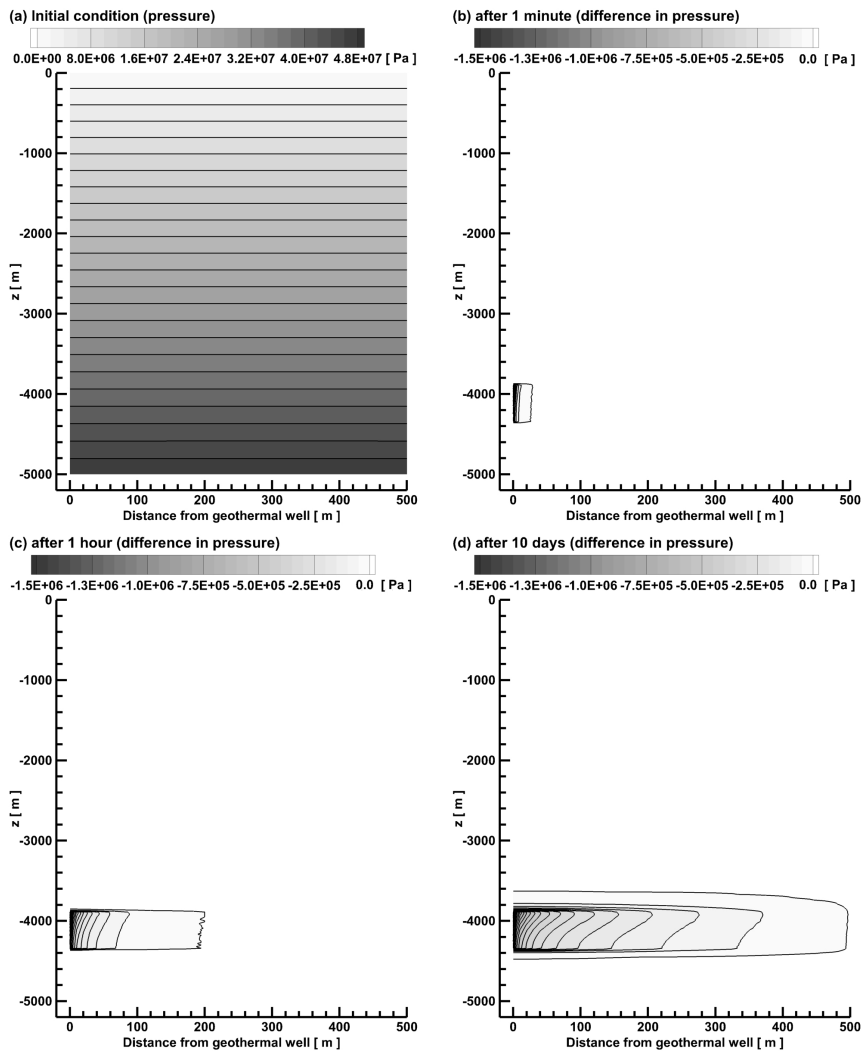 (a) Initial condition (pressure)
0.0E+00 8.0E+06 1.6E+07 2.4E+07 3.2E+07 4.0E+07 4.8E+07 [ Pa ]
0
-1000
-2000
z [ m ]
-3000
-4000
-5000
0 100 200 300 400 500
Distance from geothermal well [ m ]
(b) after 1 minute (difference in pressure)
-1.5E+06 -1.3E+06 -1.0E+06 -7.5E+05 -5.0E+05 -2.5E+05 0.0 [ Pa ]
0
-1000
-2000
z [ m ]
-3000
-4000
-5000
0 100 200 300 400 500
Distance from geothermal well [ m ]
(c) after 1 hour (difference in pressure)
-1.5E+06 -1.3E+06 -1.0E+06 -7.5E+05 -5.0E+05 -2.5E+05 0.0 [ Pa ]
0
-1000
-2000
z [ m ]
-3000
-4000
-5000
0 100 200 300 400 500
Distance from geothermal well [ m ]
(d) after 10 days (difference in pressure)
-1.5E+06 -1.3E+06 -1.0E+06 -7.5E+05 -5.0E+05 -2.5E+05 0.0 [ Pa ]
0
-1000
-2000
z [ m ]
-3000
-4000
-5000
0 100 200 300 400 500
Distance from geothermal well [ m ]